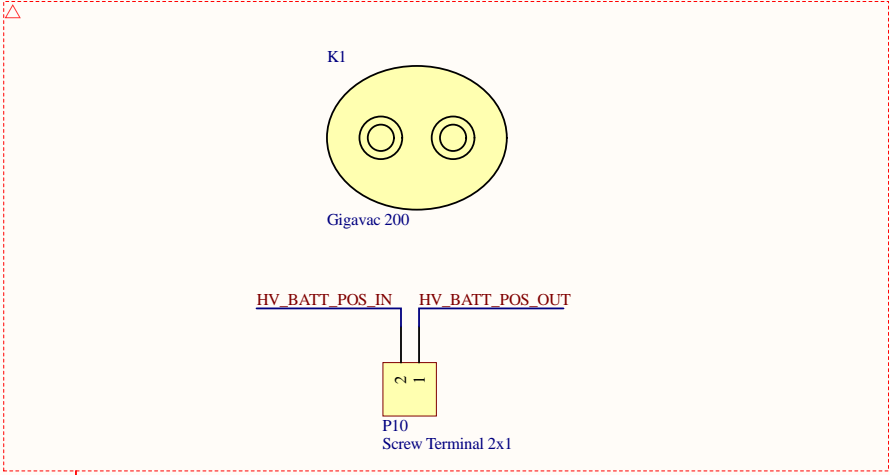 K1
Gigavac 200
HV_BATT_POS_IN HV_BATT_POS_OUT
2 1
P10
Screw Terminal 2x1